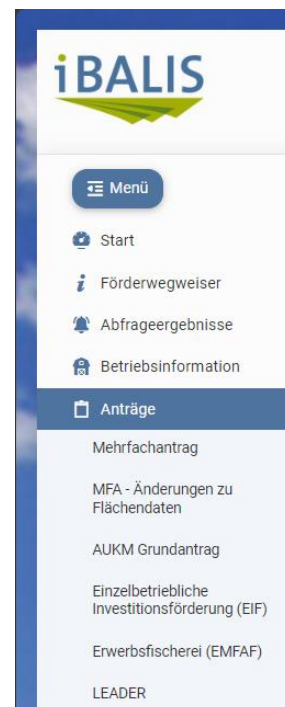 iBALIS
Menü
Start
Förderwegweiser
Abfrageergebnisse
Betriebsinformation
Anträge
Mehrfachantrag
MFA - Änderungen zu
Flächendaten
AUKM Grundantrag
Einzelbetriebliche
Investitionsförderung (EIF)
Erwerbsfischerei (EMFAF)
LEADER